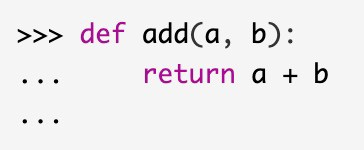 >>> def add(a, b):
...     return a + b
...